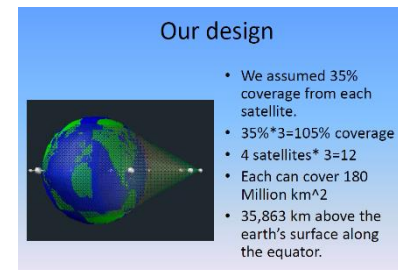 Our design
• We assumed 35%
coverage from each
satellite.
• 35%*3=105% coverage
• 4 satellites* 3=12
• Each can cover 180
Million km^2
• 35,863 km above the
earth's surface along
the equator.